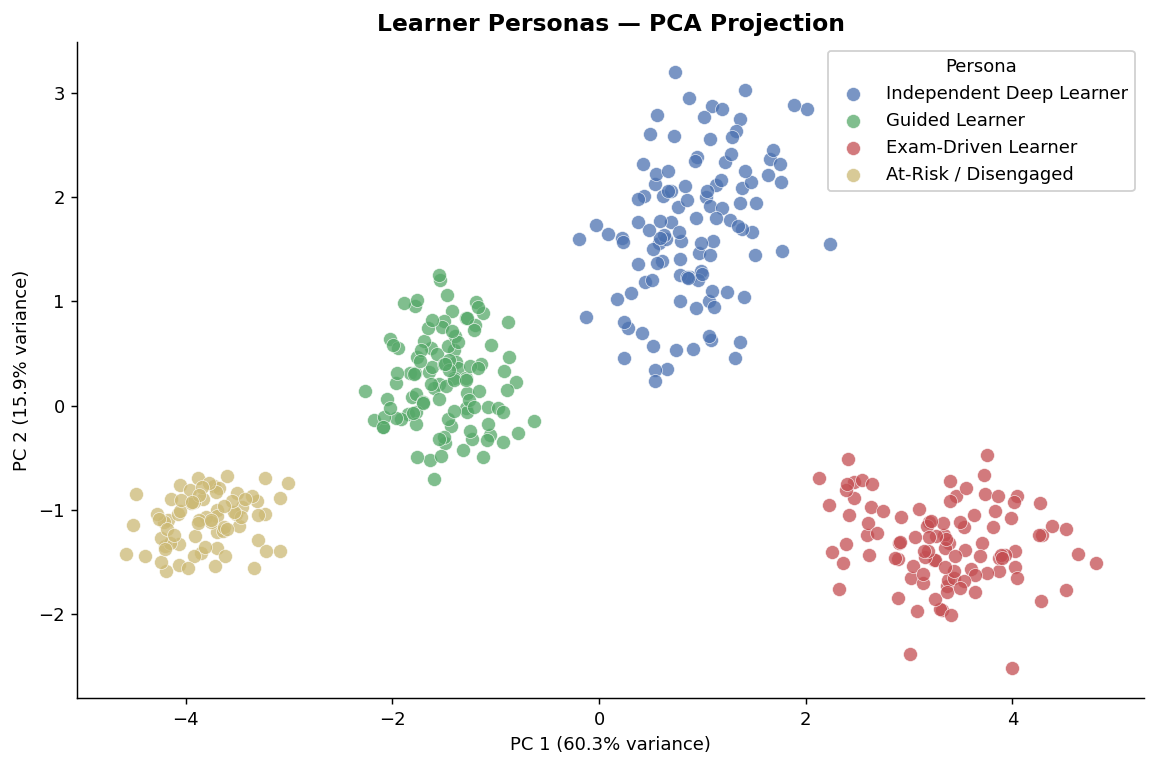 Learner Personas — PCA Projection
Persona
Independent Deep Learner
Guided Learner
Exam-Driven Learner
At-Risk / Disengaged
PC 2 (15.9% variance)
3
2
1
0
−1
−2
−4
−2
0
2
4
PC 1 (60.3% variance)